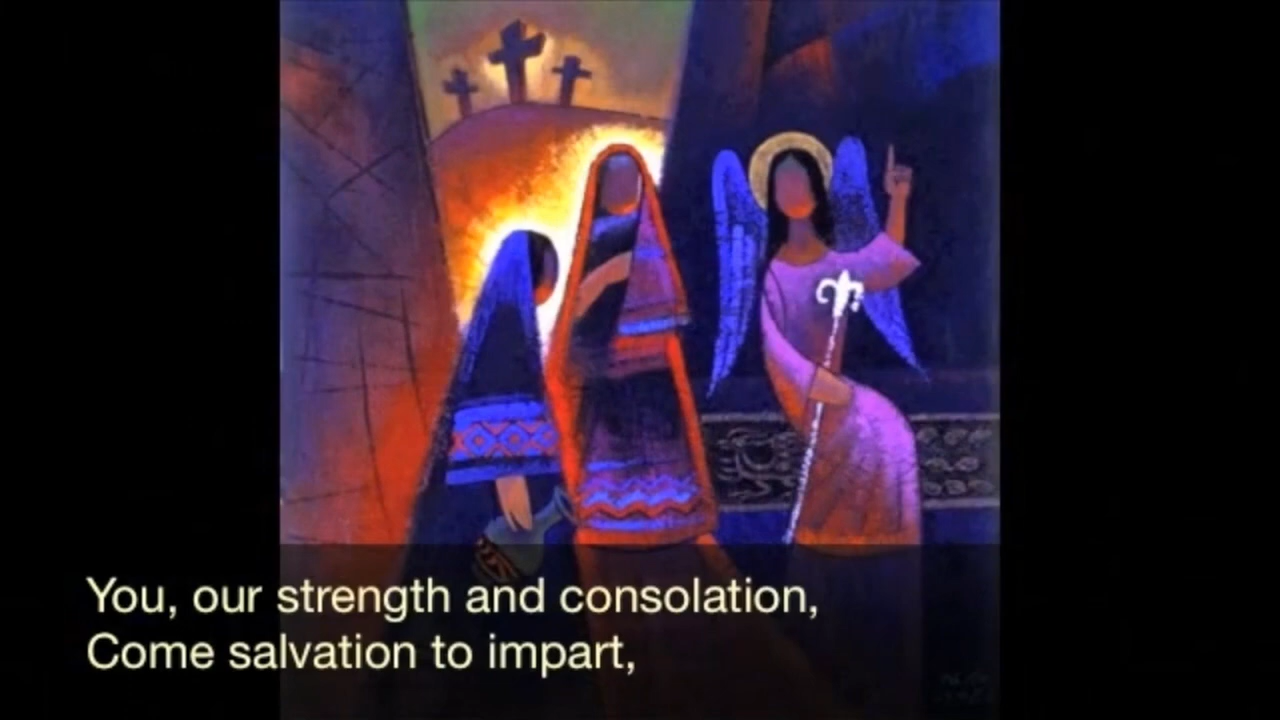 You, our strength and consolation,
Come salvation to impart,